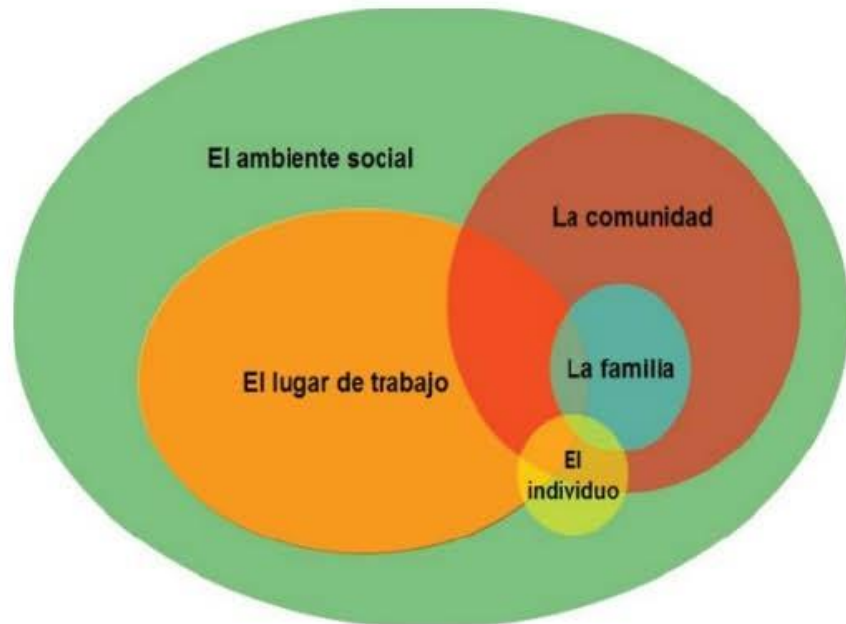 El ambiente social
La comunidad
La familia
El lugar de trabajo
El
individuo